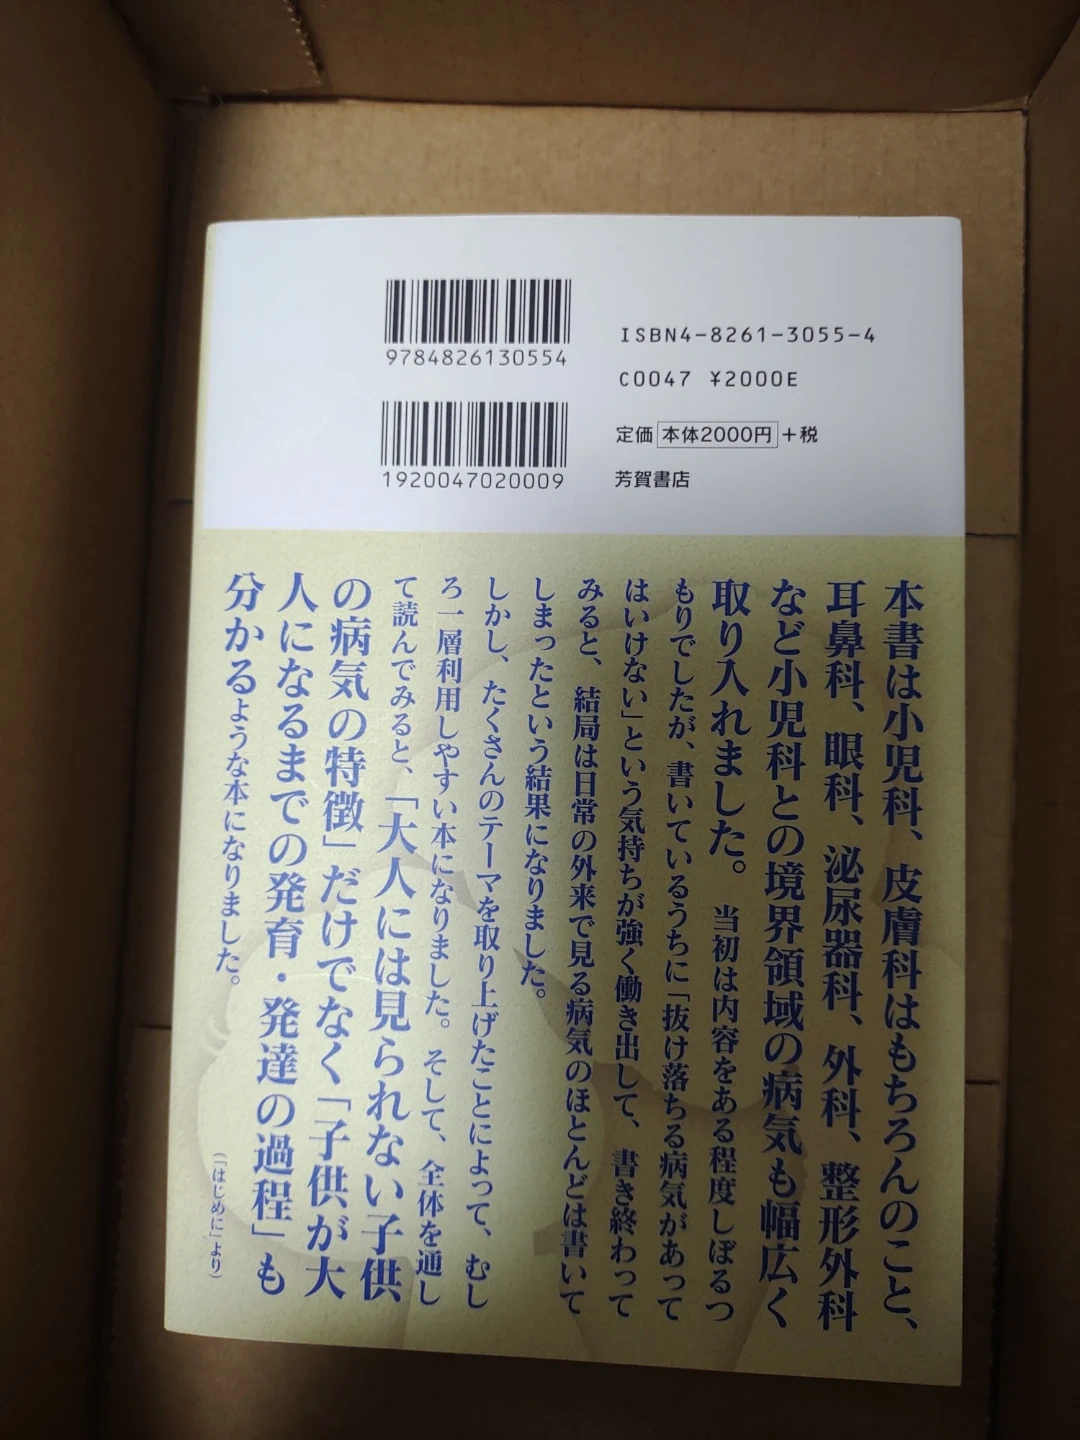 9784826130554
ISBN4-8261-3055-4
C0047 ¥2000E
1920047020009
定価 本体2000円 +税
芳賀書店
本書は小児科、皮膚科はもちろんのこと、
耳鼻科、眼科、泌尿器科、外科、整形外科
など小児科との境界領域の病気も幅広く
取り入れました。当初は内容をある程度しぼるつ
もりでしたが、書いているうちに「抜け落ちる病気があって
はいけない」という気持ちが強く働き出して、書き終わって
みると、結局は日常の外来で見る病気のほとんどは書いて
しまったという結果になりました。
しかし、たくさんのテーマを取り上げたことによって、むし
ろ一層利用しやすい本になりました。そして、全体を通し
て読んでみると、「大人には見られない子供
の病気の特徴」だけでなく「子供が大
人になるまでの発育・発達の過程」も
分かるような本になりました。
(「はじめに」より)